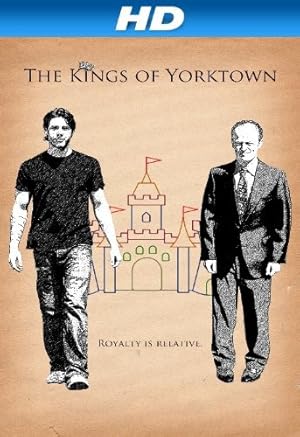 HD
THE KINGS OF YORKTOWN
ROYALTY IS RELATIVE.